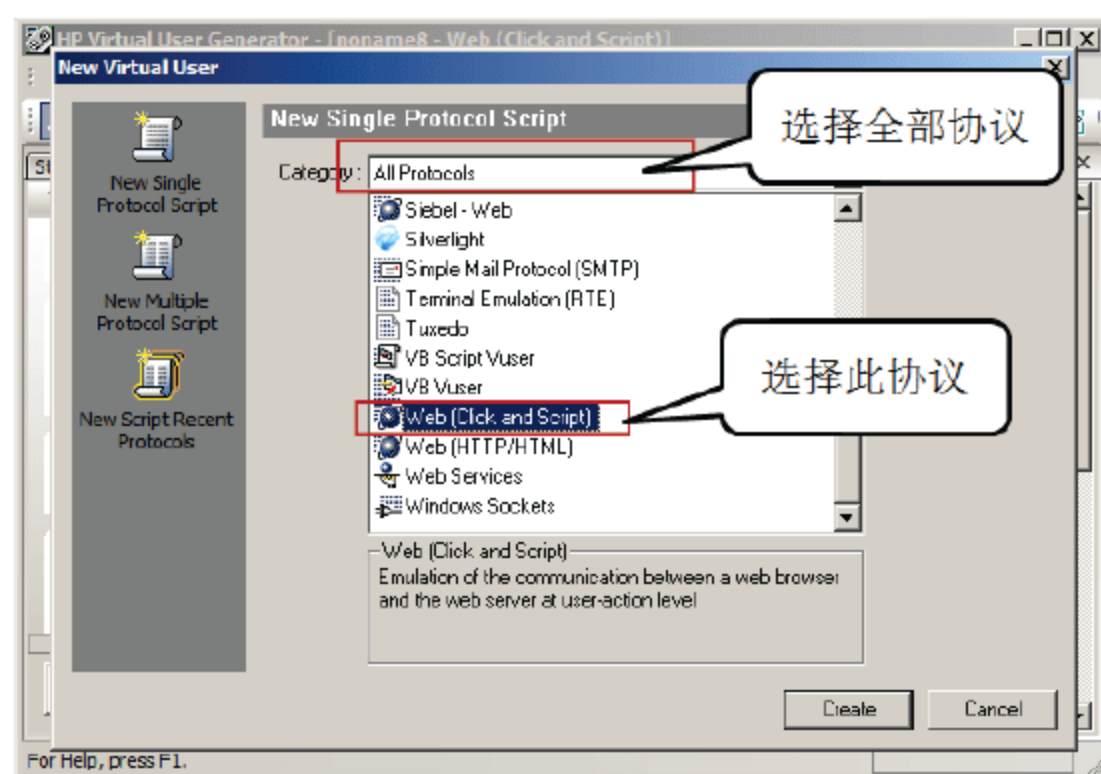 HP Virtual User Generator - [noname8 - Web (Click and Script)]
New Virtual User
New Single Protocol Script
选择全部协议
Category :
All Protocols
New Single
Protocol Script
New Multiple
Protocol Script
New Script Recent
Protocols
Siebel - Web
Silverlight
Simple Mail Protocol (SMTP)
Terminal Emulation (RTE)
Tuxedo
VB Script Vuser
VB Vuser
Web (Click and Script)
Web (HTTP/HTML)
Web Services
Windows Sockets
选择此协议
Web (Click and Script)
Emulation of the communication between a web browser
and the web server at user-action level
Create
Cancel
For Help, press F1.